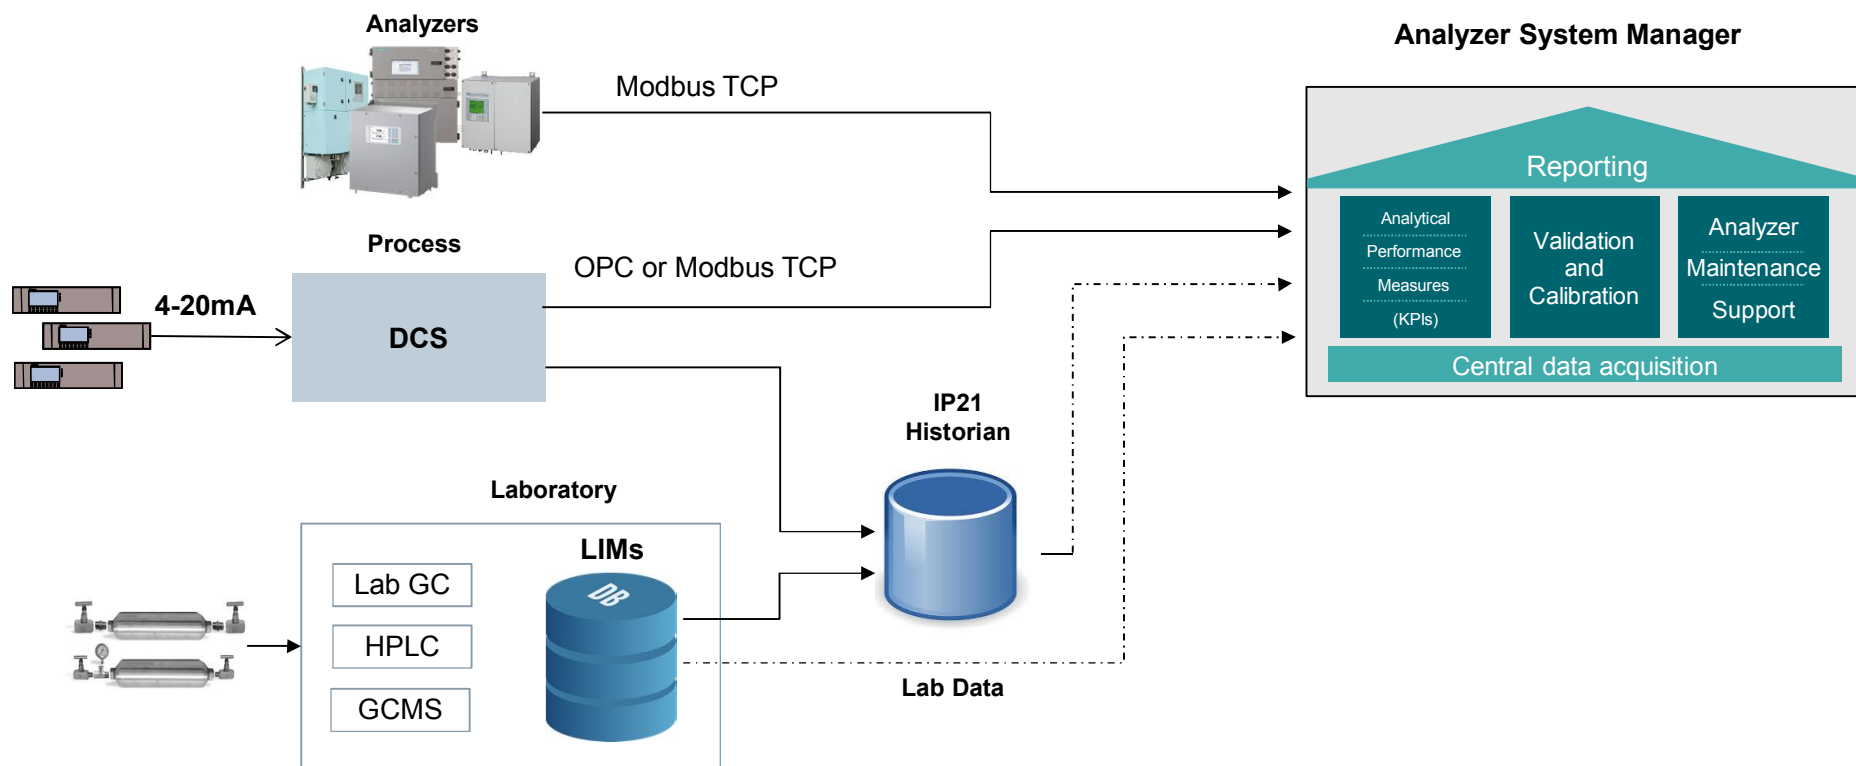 Analyzers
Analyzer System Manager
Modbus TCP
Reporting
Process
OPC or Modbus TCP
4-20mA
DCS
Analytical
Performance
Measures
(KPIs)
Validation
and
Calibration
Analyzer
Maintenance
Support
Central data acquisition
IP21
Historian
Laboratory
LIMs
DB
Lab GC
HPLC
GCMS
Lab Data